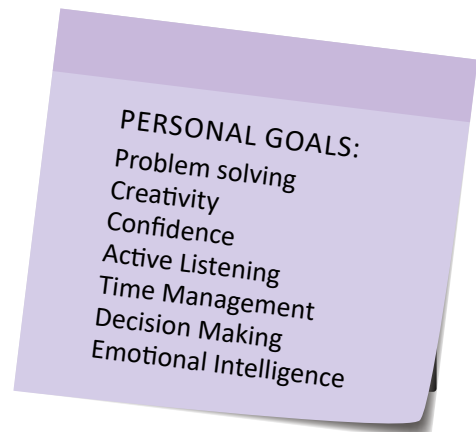 PERSONAL GOALS:
Problem solving
Creativity
Confidence
Active Listening
Time Management
Decision Making
Emotional Intelligence